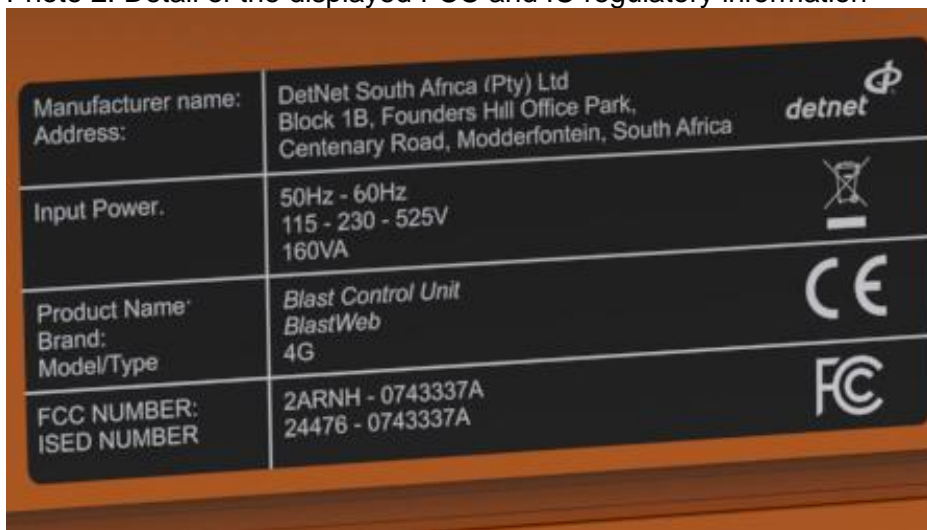 Photo 2: Detail of the displayed FCC and IC regulatory information
Manufacturer name:
Address:
DetNet South Africa (Pty) Ltd
Block 1B, Founders Hill Office Park,
Centenary Road, Modderfontein, South Africa
detnet
Input Power.
50Hz - 60Hz
115 - 230 - 525V
160VA
Product Name:
Brand:
Model/Type
Blast Control Unit
BlastWeb
4G
CE
FCC NUMBER:
ISED NUMBER
2ARNH - 0743337A
24476 - 0743337A
FC